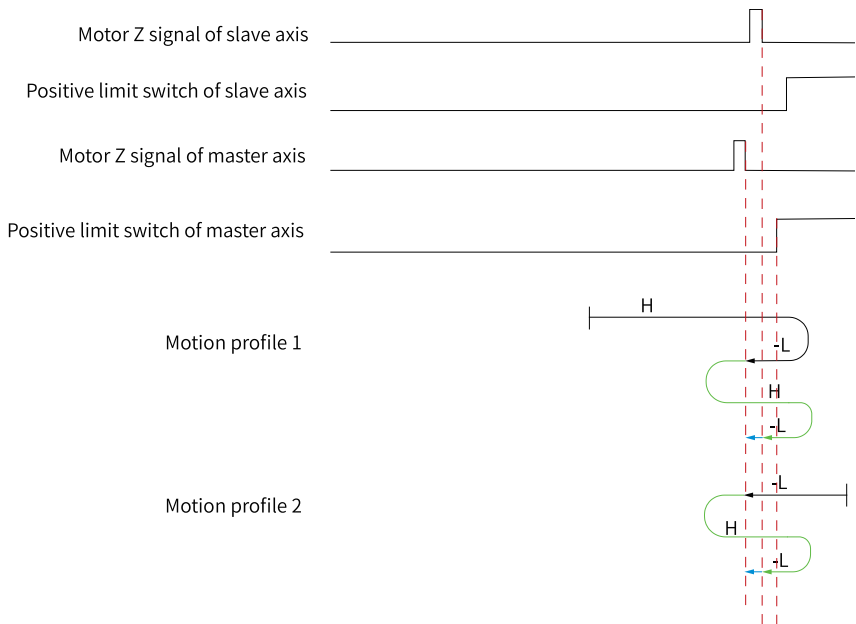 Motor Z signal of slave axis
Positive limit switch of slave axis
Motor Z signal of master axis
Positive limit switch of master axis
H
Motion profile 1
-L
H
-L
-L
Motion profile 2
H
-L